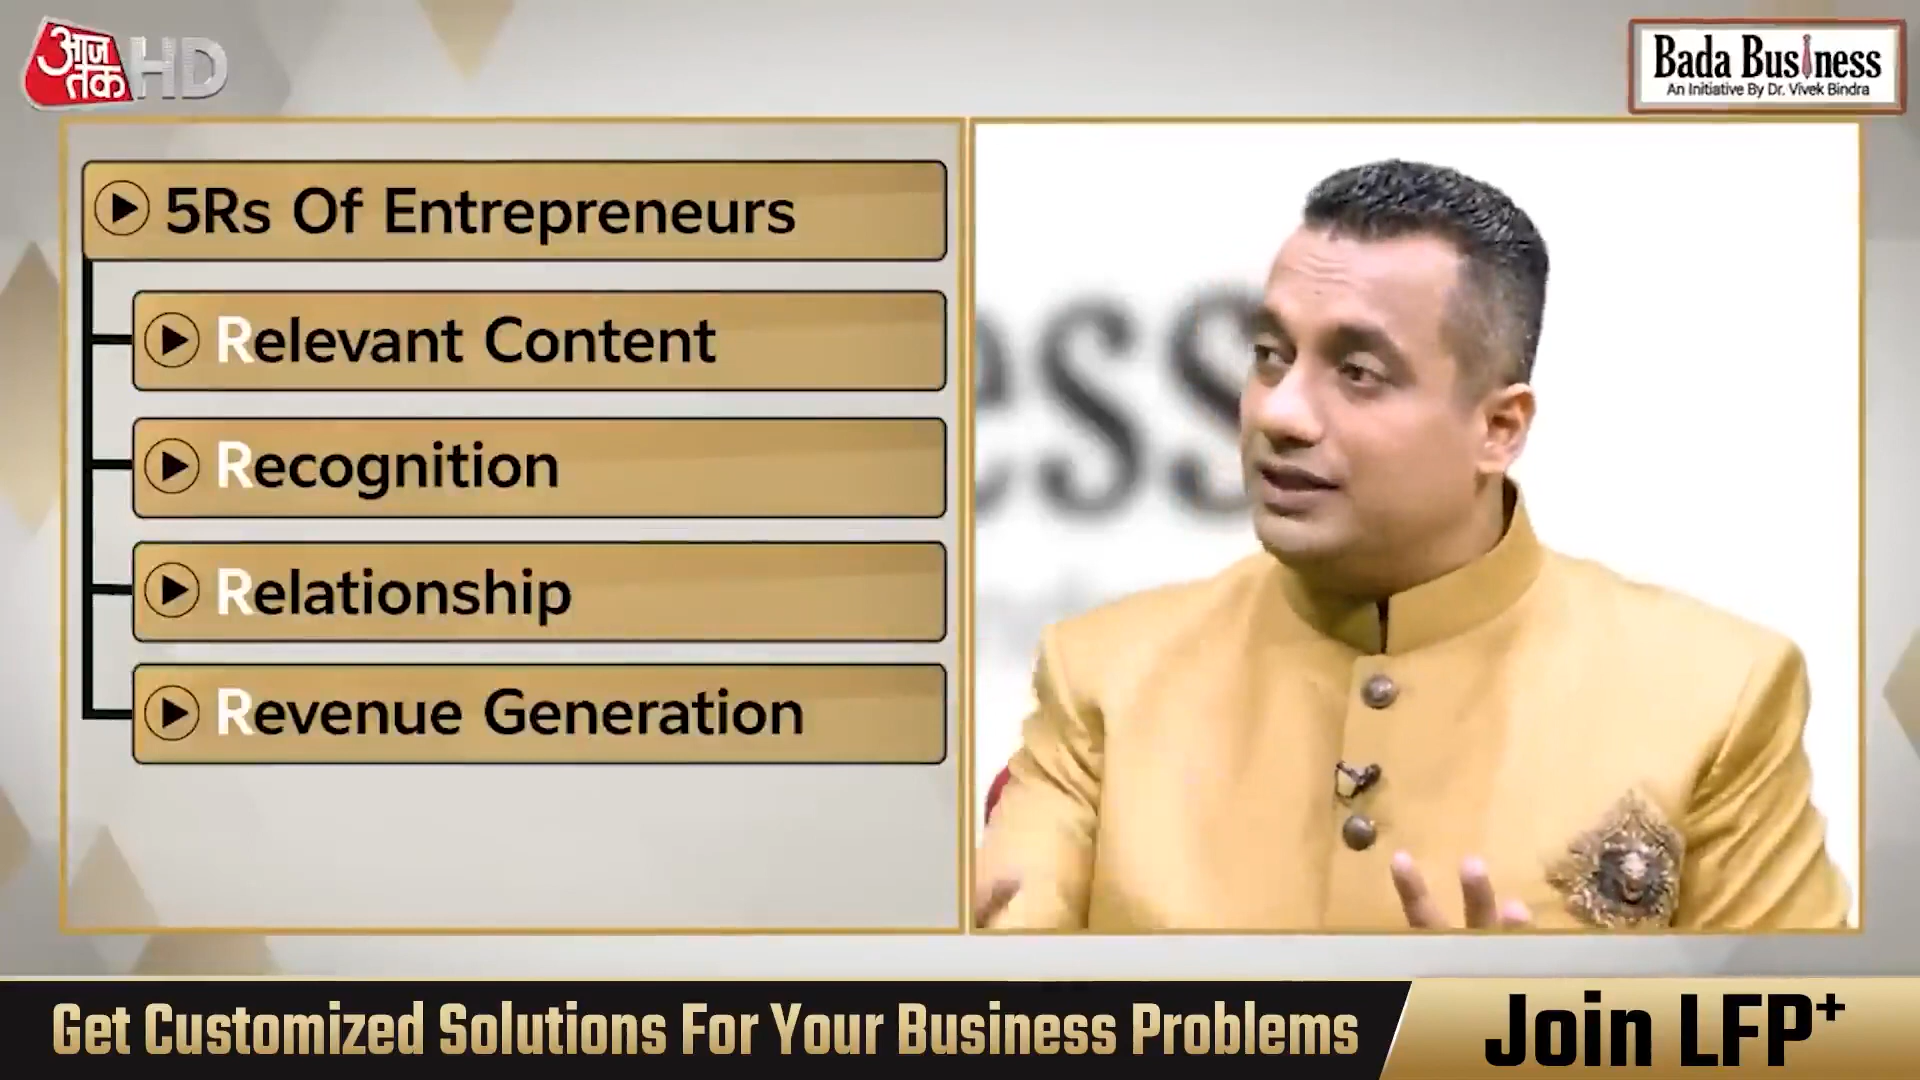 आज तक HD
Bada Business
An Initiative By Dr. Vivek Bindra
5Rs Of Entrepreneurs
Relevant Content
Recognition
Relationship
Revenue Generation
ess
Get Customized Solutions For Your Business Problems
Join LFP+